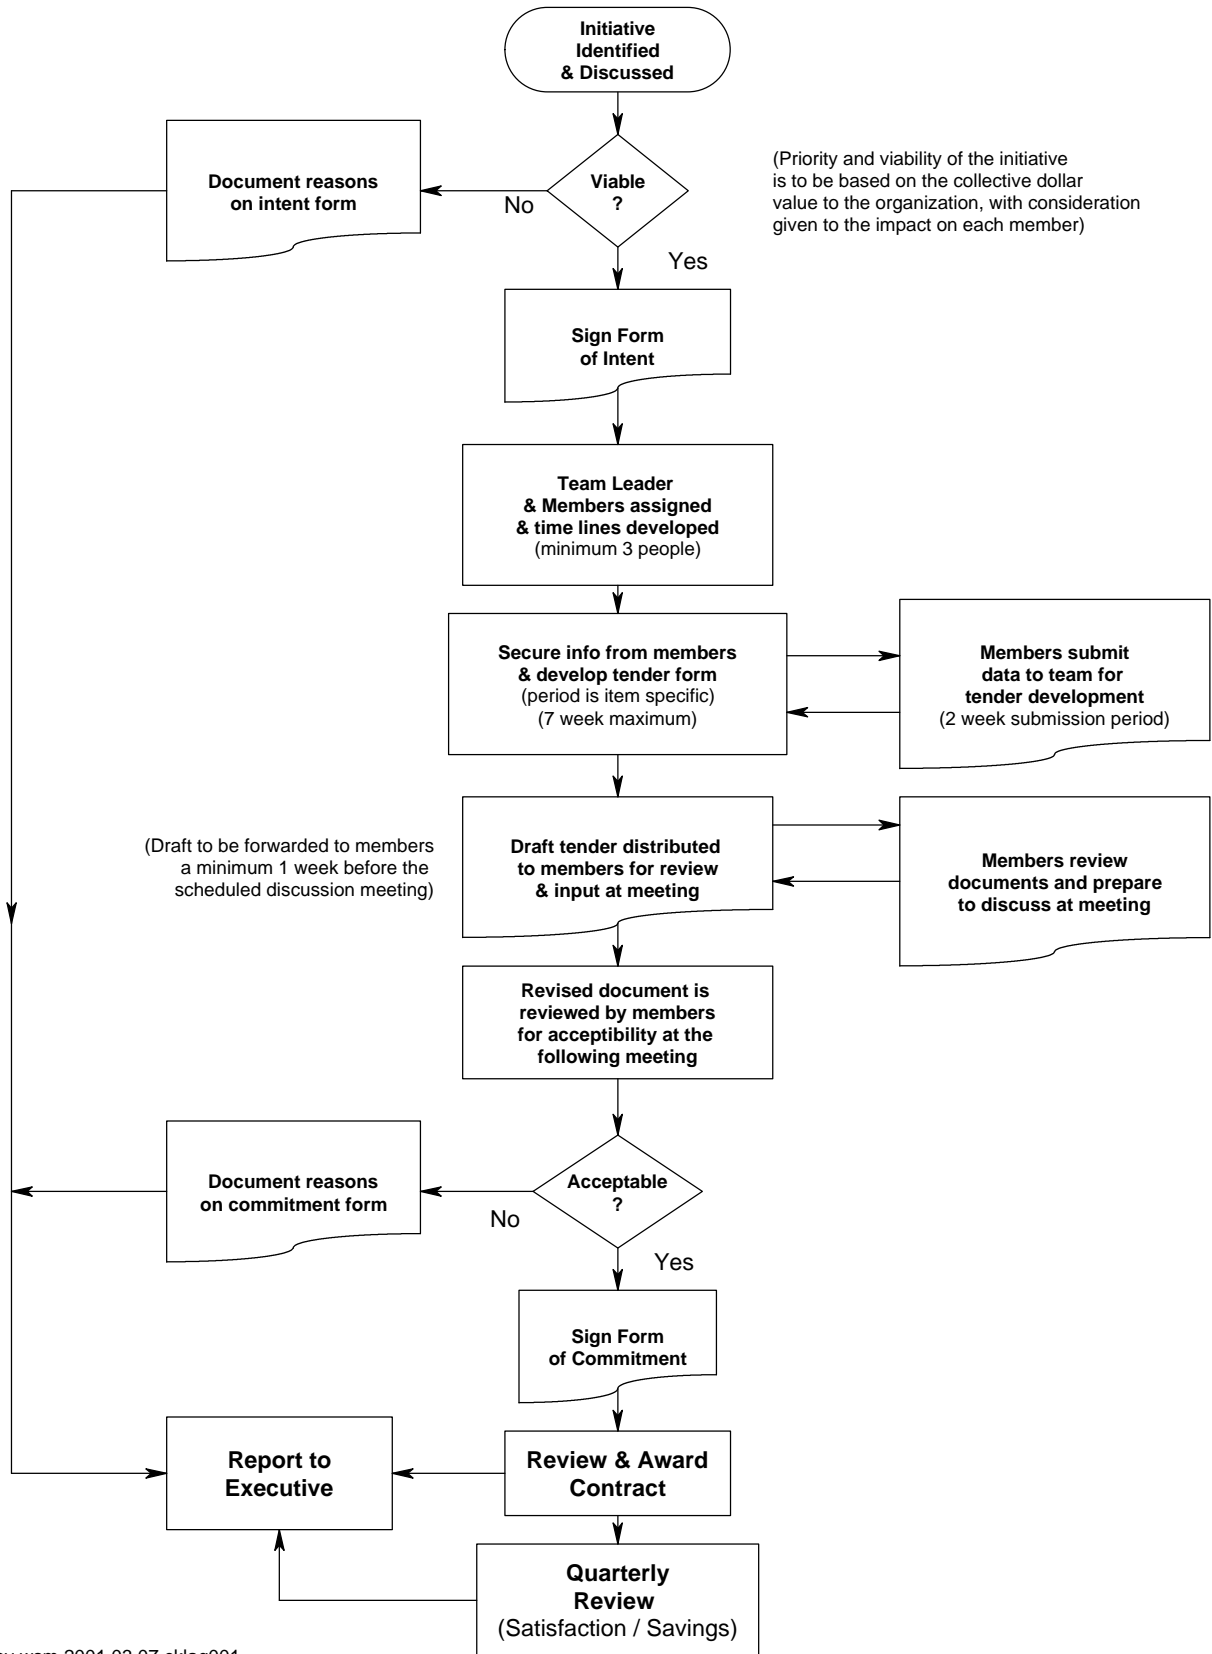 Initiative
Identified
& Discussed
Document reasons
on intent form
No
Viable
?
(Priority and viability of the initiative
is to be based on the collective dollar
value to the organization, with consideration
given to the impact on each member)
Yes
Sign Form
of Intent
Team Leader
& Members assigned
& time lines developed
(minimum 3 people)
Secure info from members
& develop tender form
(period is item specific)
(7 week maximum)
Members submit
data to team for
tender development
(2 week submission period)
(Draft to be forwarded to members
a minimum 1 week before the
scheduled discussion meeting)
Draft tender distributed
to members for review
& input at meeting
Members review
documents and prepare
to discuss at meeting
Revised document is
reviewed by members
for acceptibility at the
following meeting
Document reasons
on commitment form
No
Acceptable
?
Yes
Sign Form
of Commitment
Report to
Executive
Review & Award
Contract
Quarterly
Review
(Satisfaction / Savings)